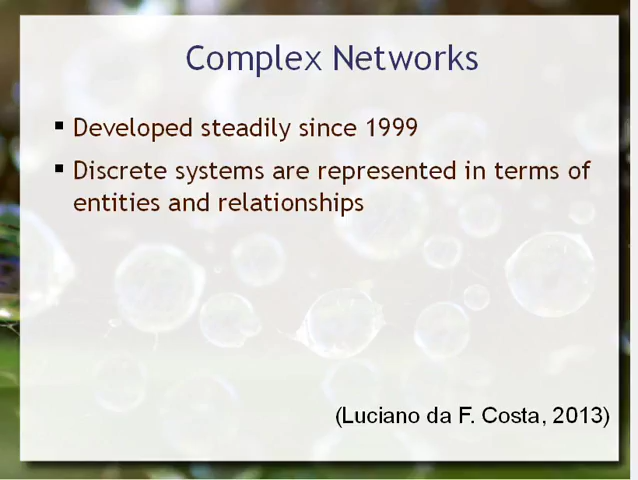 Complex Networks
Developed steadily since 1999
Discrete systems are represented in terms of
entities and relationships
(Luciano da F. Costa, 2013)